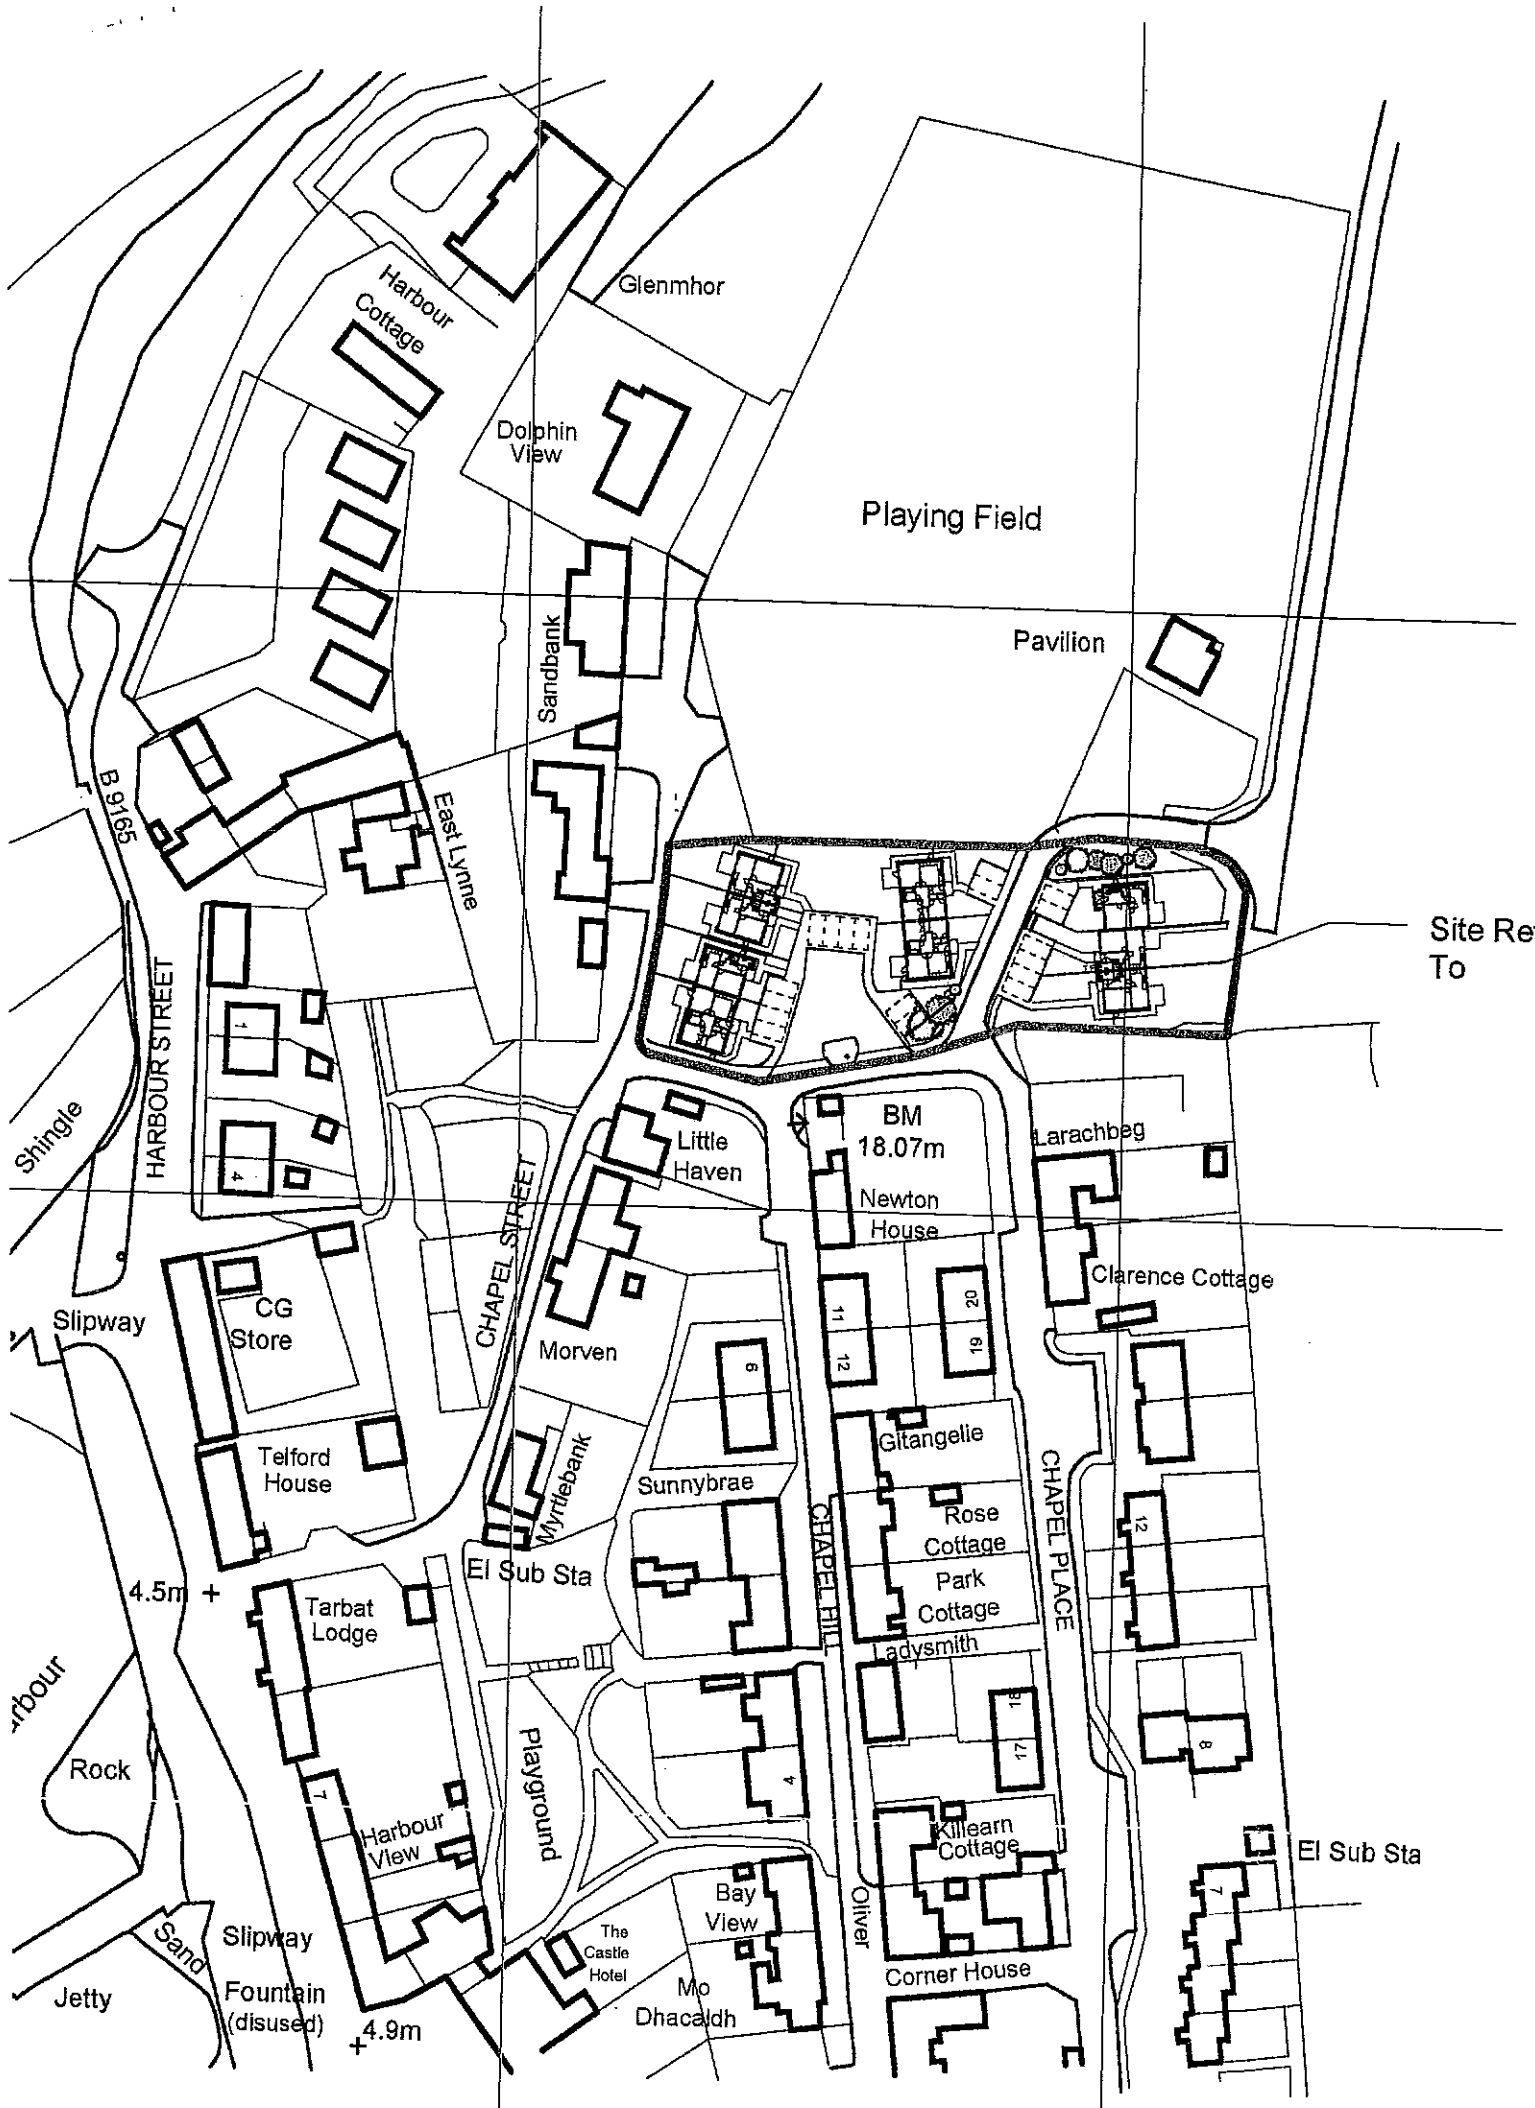 Glenmhor
Harbour
Cottage
Dolphin
View
Playing Field
Pavilion
Sandbank
B 9165
East Lynne
Site Re
To
HARBOUR STREET
1
4
Shingle
Little
Haven
BM
18.07m
Larachbeg
Newton
House
CHAPEL STREET
Clarence Cottage
Slipway
CG
Store
Morven
11
12
20
19
Telford
House
Myrtlebank
Sunnybrae
Gitangelie
Rose
Cottage
CHAPEL HILL
CHAPEL PLACE
12
4.5m
El Sub Sta
Tarbat
Lodge
Park
Cottage
Ladysmith
18
17
8
rbour
Rock
Playground
4
7
Harbour
View
Killearn
Cottage
El Sub Sta
7
Bay
View
Oliver
Sand
Slipway
The
Castle
Hotel
Corner House
Jetty
Fountain
(disused)
4.9m
Mo
Dhacaidh